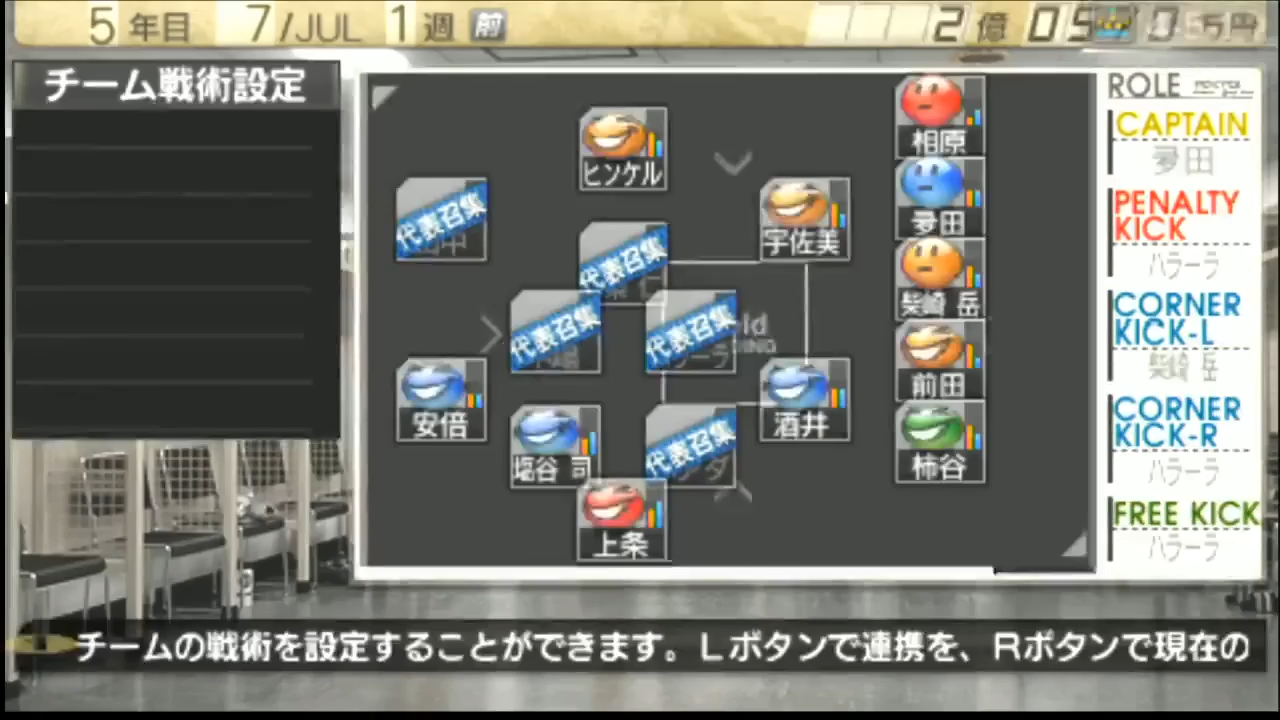 5年目 7/JUL 1週 前
2億05
万円
チーム戦術設定
ヒンケル
代表召集
宇佐美
代表召集
代表召集
代表召集
安倍
酒井
塩谷 司
代表召集
上条
相原
夛田
柴崎 岳
前田
柿谷
ROLE
CAPTAIN
夛田
PENALTY
KICK
ハラーラ
CORNER
KICK-L
柴崎 岳
CORNER
KICK-R
ハラーラ
FREE KICK
ハラーラ
チームの戦術を設定することができます。Lボタンで連携を、Rボタンで現在の